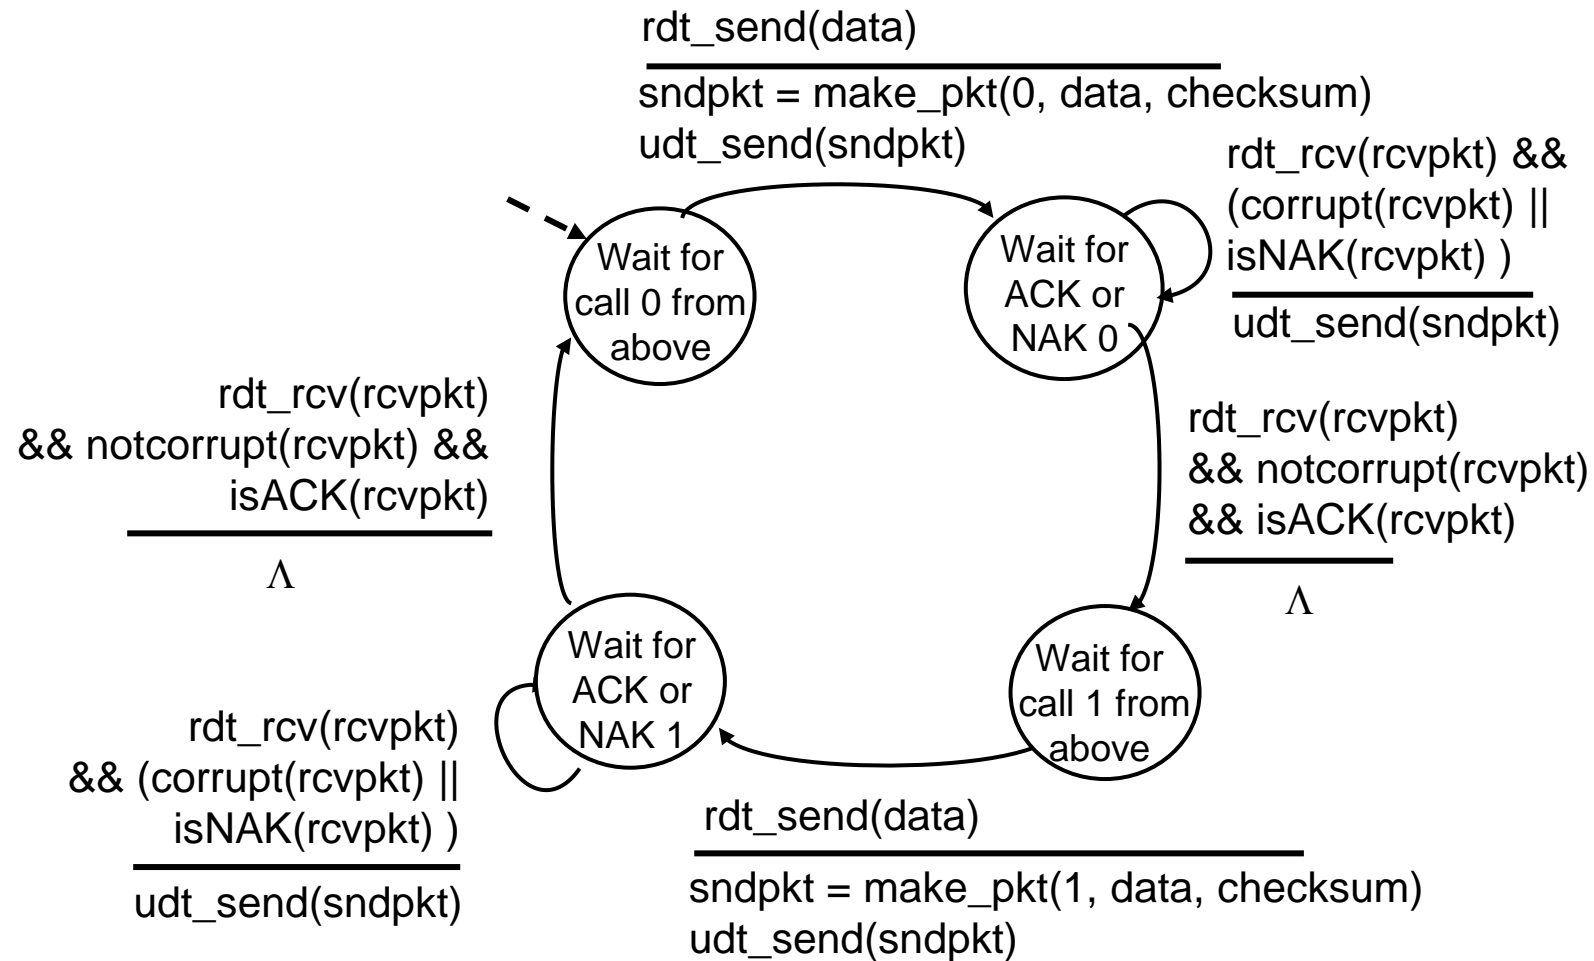 rdt_send(data)
sndpkt = make_pkt(0, data, checksum)
udt_send(sndpkt)
Wait for
call 0 from
above
Wait for
ACK or
NAK 0
rdt_rcv(rcvpkt) &&
(corrupt(rcvpkt) ||
isNAK(rcvpkt) )
udt_send(sndpkt)
rdt_rcv(rcvpkt)
&& notcorrupt(rcvpkt) &&
isACK(rcvpkt)
Λ
rdt_rcv(rcvpkt)
&& notcorrupt(rcvpkt)
&& isACK(rcvpkt)
Λ
Wait for
ACK or
NAK 1
Wait for
call 1 from
above
rdt_rcv(rcvpkt)
&& (corrupt(rcvpkt) ||
isNAK(rcvpkt) )
udt_send(sndpkt)
rdt_send(data)
sndpkt = make_pkt(1, data, checksum)
udt_send(sndpkt)